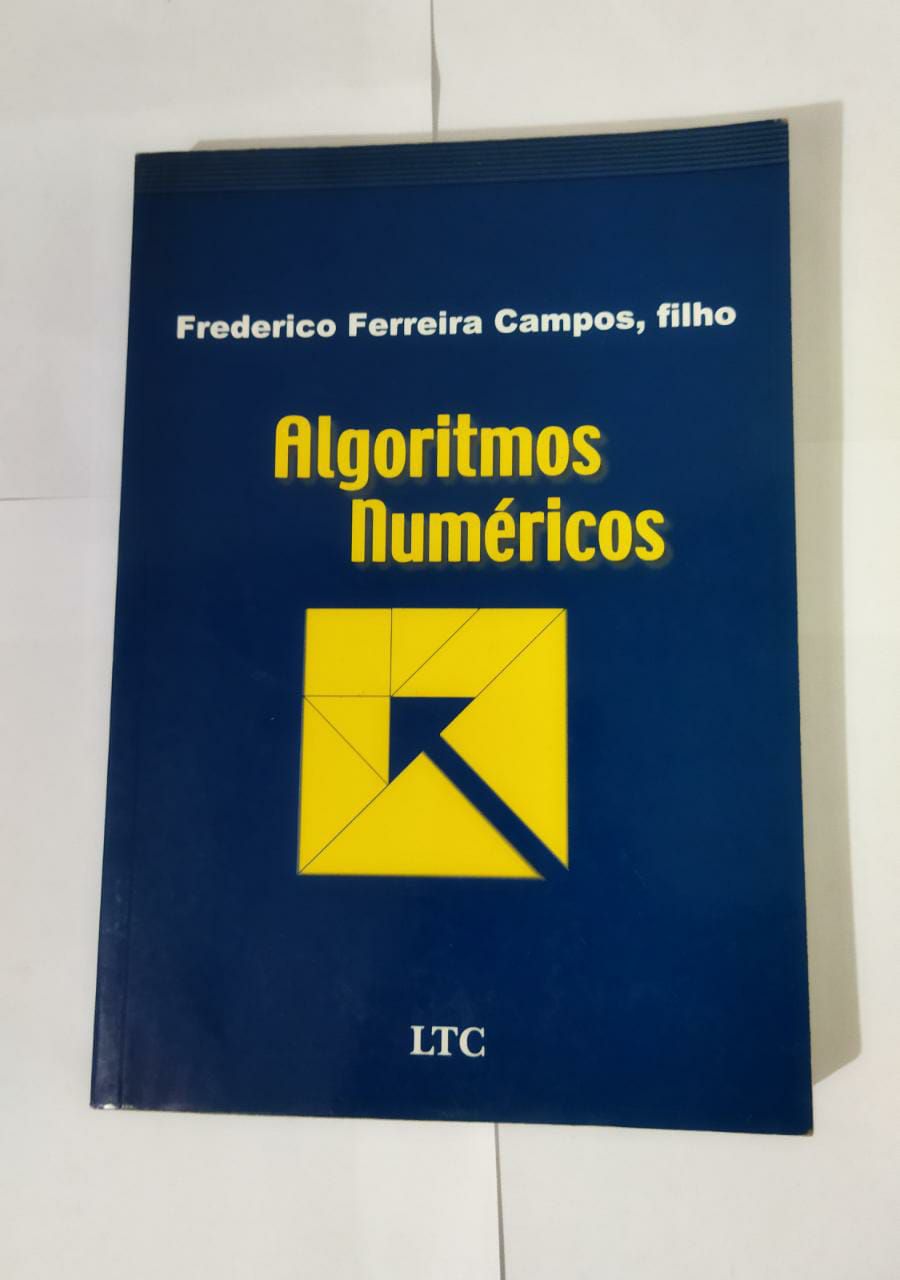 Frederico Ferreira Campos, filho
Algoritmos
Numéricos
LTC